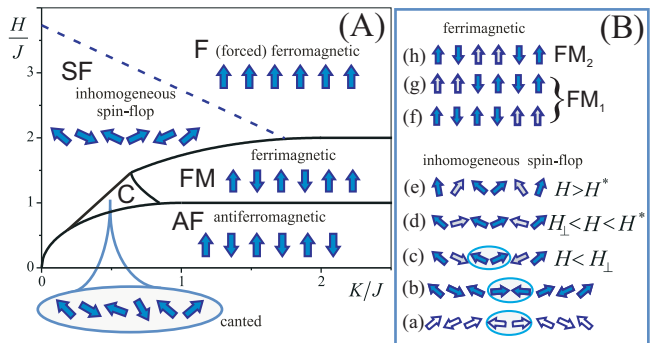 H/J
(A)
F (forced) ferromagnetic
SF
inhomogeneous
spin-flop
ferrimagnetic
FM
C
AF antiferromagnetic
3
2
1
0
0
1
2
K/J
canted
(B)
ferrimagnetic
(h) FM₂
(g)
FM₁
(f)
inhomogeneous spin-flop
(e) H>H*
(d) H⊥<H<H*
(c) H<H⊥
(b)
(a)